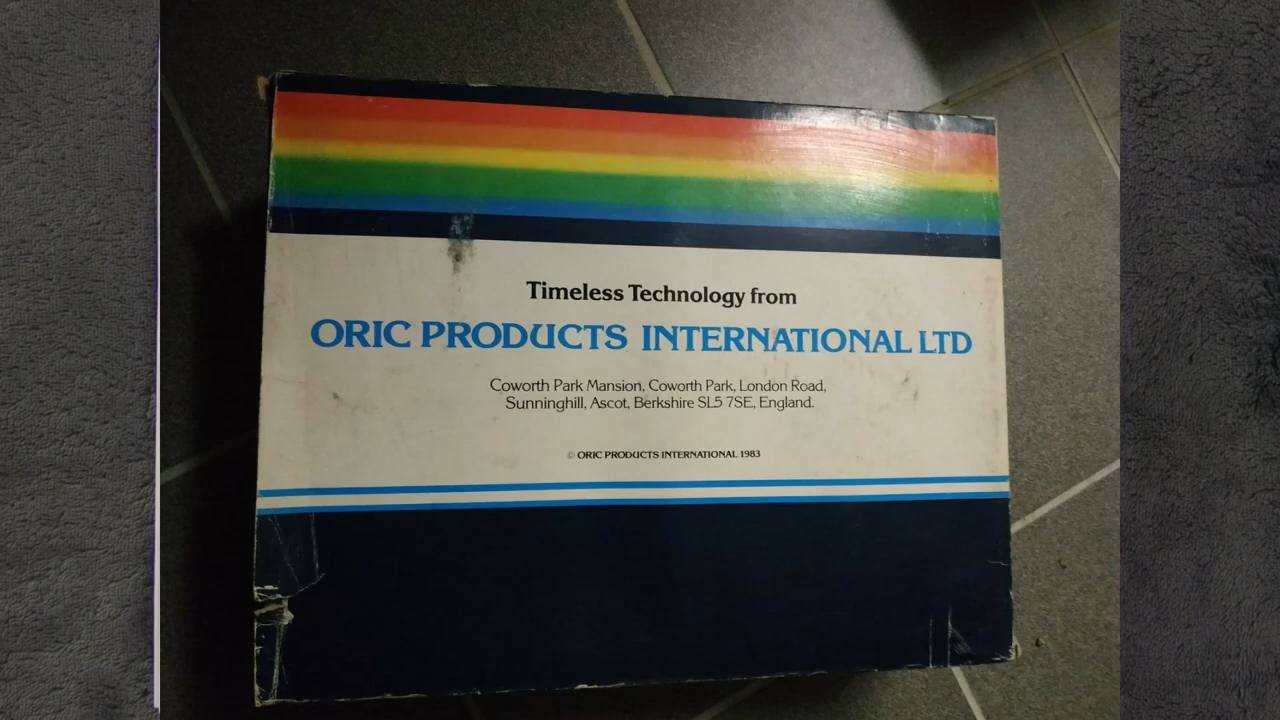 Timeless Technology from
ORIC PRODUCTS INTERNATIONAL LTD
Coworth Park Mansion, Coworth Park, London Road,
Sunninghill, Ascot, Berkshire SL5 7SE, England.
© ORIC PRODUCTS INTERNATIONAL 1983